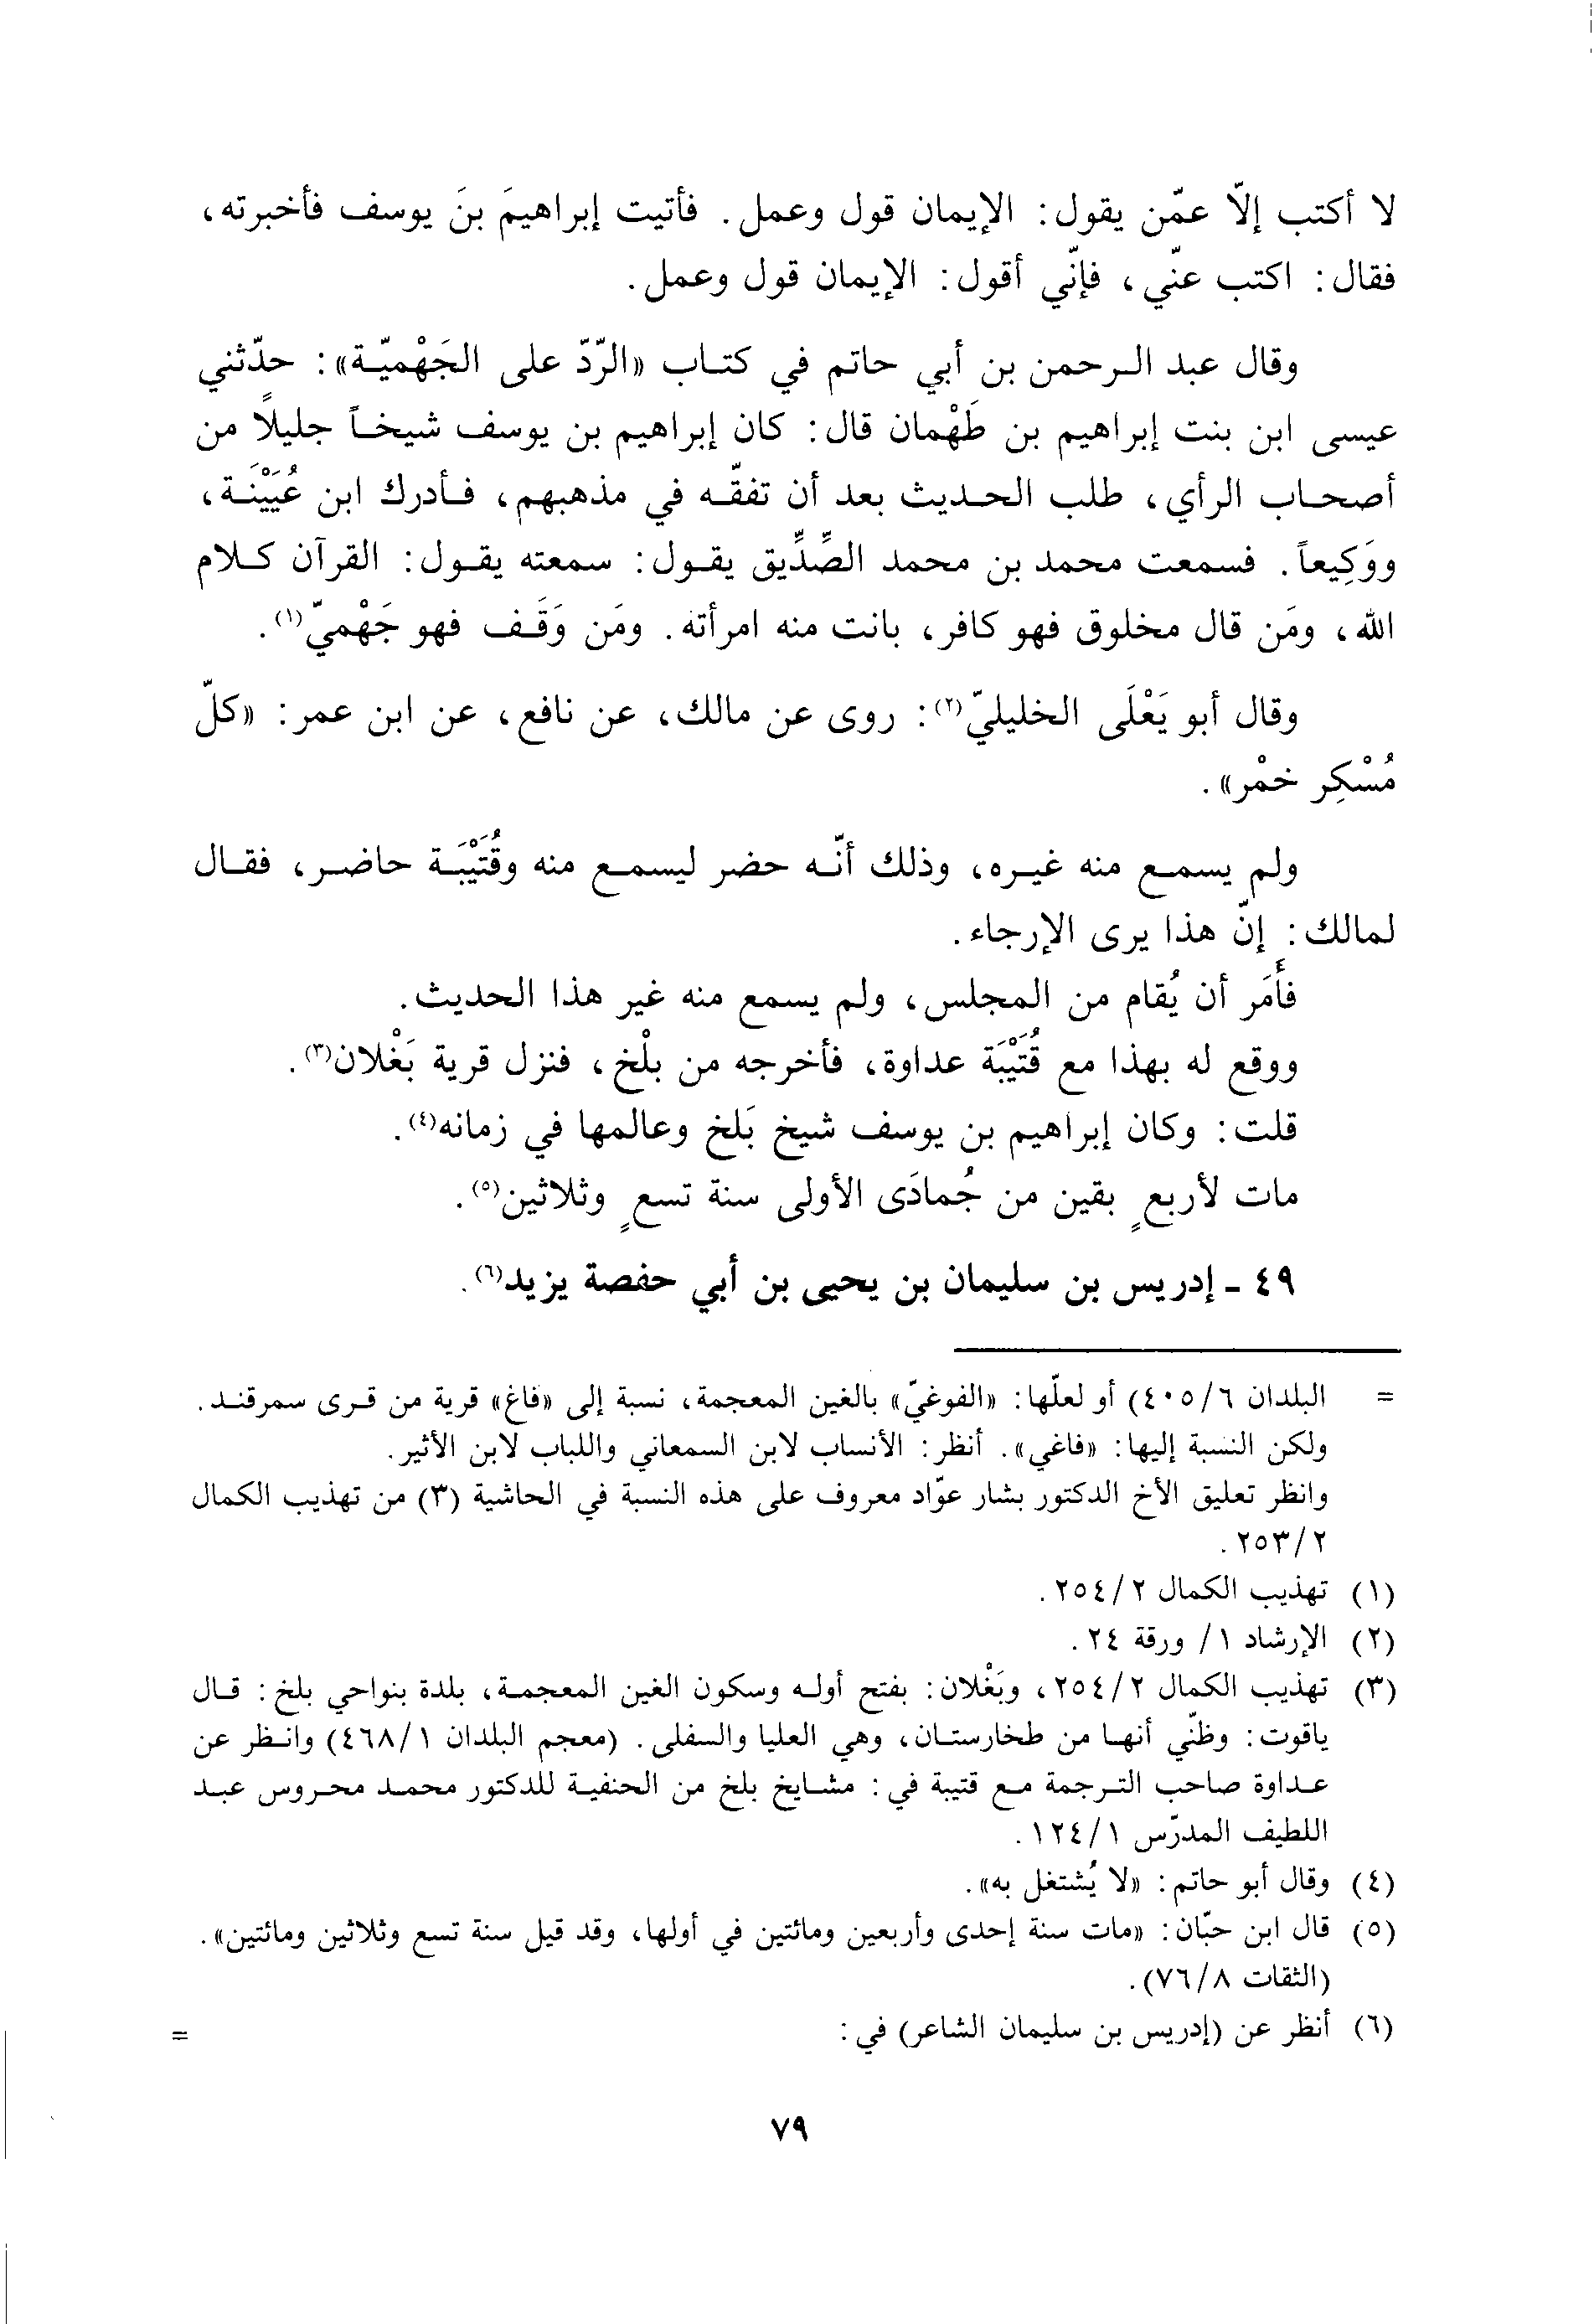 لا أكتب إلّا عمّن يقول: الإيمان قول وعمل. فأتيت إبراهيمَ بنَ يوسف فأخبرته،
فقال: اكتب عنّي، فإنّي أقول: الإيمان قول وعمل.
وقال عبد الرحمن بن أبي حاتم في كتاب «الرّدّ على الجَهْميّة»: حدّثني
عيسى ابن بنت إبراهيم بن طَهْمان قال: كان إبراهيم بن يوسف شيخاً جليلاً من
أصحاب الرأي، طلب الحديث بعد أن تفقّه في مذهبهم، فأدرك ابن عُيَيْنَة،
ووَكِيعاً. فسمعت محمد بن محمد الصِّدِّيق يقول: سمعته يقول: القرآن كلام
الله، ومَن قال مخلوق فهو كافر، بانت منه امرأته. ومَن وَقَف فهو جَهْميّ(١).
وقال أبو يَعْلَى الخليليّ(٢): روى عن مالك، عن نافع، عن ابن عمر: «كلّ
مُسْكِر خمْر».
ولم يسمع منه غيره، وذلك أنّه حضر ليسمع منه وقُتَيْبَة حاضر، فقال
لمالك: إنّ هذا يرى الإرجاء.
فأَمَر أن يُقام من المجلس، ولم يسمع منه غير هذا الحديث.
ووقع له بهذا مع قُتَيْبَة عداوة، فأخرجه من بلْخ، فنزل قرية بَغْلان(٣).
قلت: وكان إبراهيم بن يوسف شيخ بَلخ وعالمها في زمانه(٤).
مات لأربعٍ بقين من جُمادَى الأولى سنة تسعٍ وثلاثين(٥).
٤٩ - إدريس بن سليمان بن يحيى بن أبي حفصة يزيد(٦).
= البلدان ٤٠٥/٦) أو لعلّها: «الفوغيّ» بالغين المعجمة، نسبة إلى «فاغ» قرية من قرى سمرقند.
ولكن النسبة إليها: «فاغي». أنظر: الأنساب لابن السمعاني واللباب لابن الأثير.
وانظر تعليق الأخ الدكتور بشار عوّاد معروف على هذه النسبة في الحاشية (٣) من تهذيب الكمال
٢٥٣/٢.
(١) تهذيب الكمال ٢٥٤/٢.
(٢) الإرشاد ١/ ورقة ٢٤.
(٣) تهذيب الكمال ٢٥٤/٢، وبَغْلان: بفتح أوله وسكون الغين المعجمة، بلدة بنواحي بلخ: قال
ياقوت: وظنّي أنها من طخارستان، وهي العليا والسفلى. (معجم البلدان ٤٦٨/١) وانظر عن
عداوة صاحب الترجمة مع قتيبة في: مشايخ بلخ من الحنفية للدكتور محمد محروس عبد
اللطيف المدرّس ١٢٤/١.
(٤) وقال أبو حاتم: «لا يُشتغل به».
(٥) قال ابن حبّان: «مات سنة إحدى وأربعين ومائتين في أولها، وقد قيل سنة تسع وثلاثين ومائتين».
(الثقات ٧٦/٨).
(٦) أنظر عن (إدريس بن سليمان الشاعر) في: =
٧٩